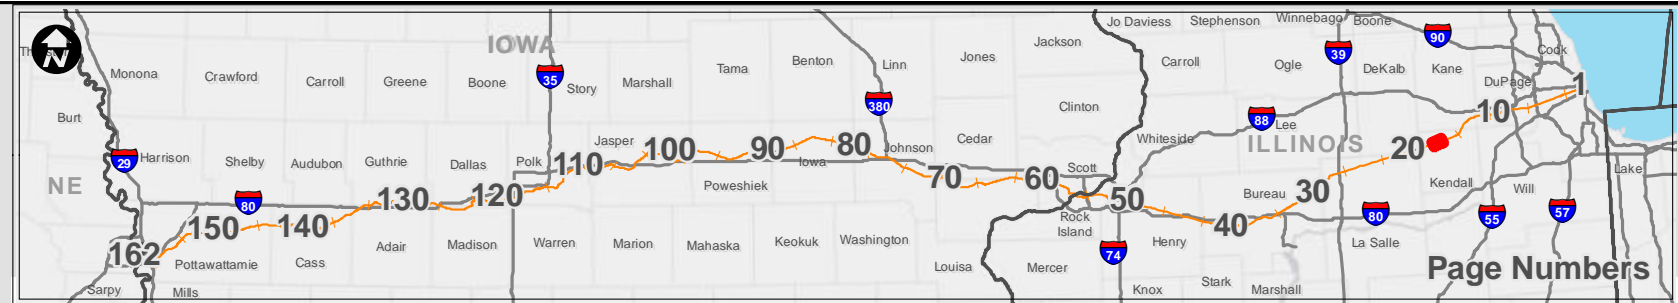 Jo Daviess Stephenson Winnebago Boone
IOWA
Jackson
90
39
Cook
Th
N
Monona Crawford Carroll Greene Boone
35
Story Marshall Tama Benton Linn Jones
Carroll Ogle DeKalb Kane
DuPage
1
380
Clinton
10
Burt
88
Lee
Jasper
Cedar
Whiteside
ILLINOIS
20
29
Harrison Shelby Audubon Guthrie Dallas Polk
110 100 90 80
Iowa Johnson
Scott
Lake
NE
Poweshiek
70 60 50
Bureau
30
Kendall Will
80
120 130 140 150 162
Rock
Island
40
80
55
57
Pottawattamie Cass Adair Madison Warren Marion Mahaska Keokuk Washington
Louisa Mercer
74
Henry
La Salle
Page Numbers
Sarpy Mills
Knox Stark Marshall